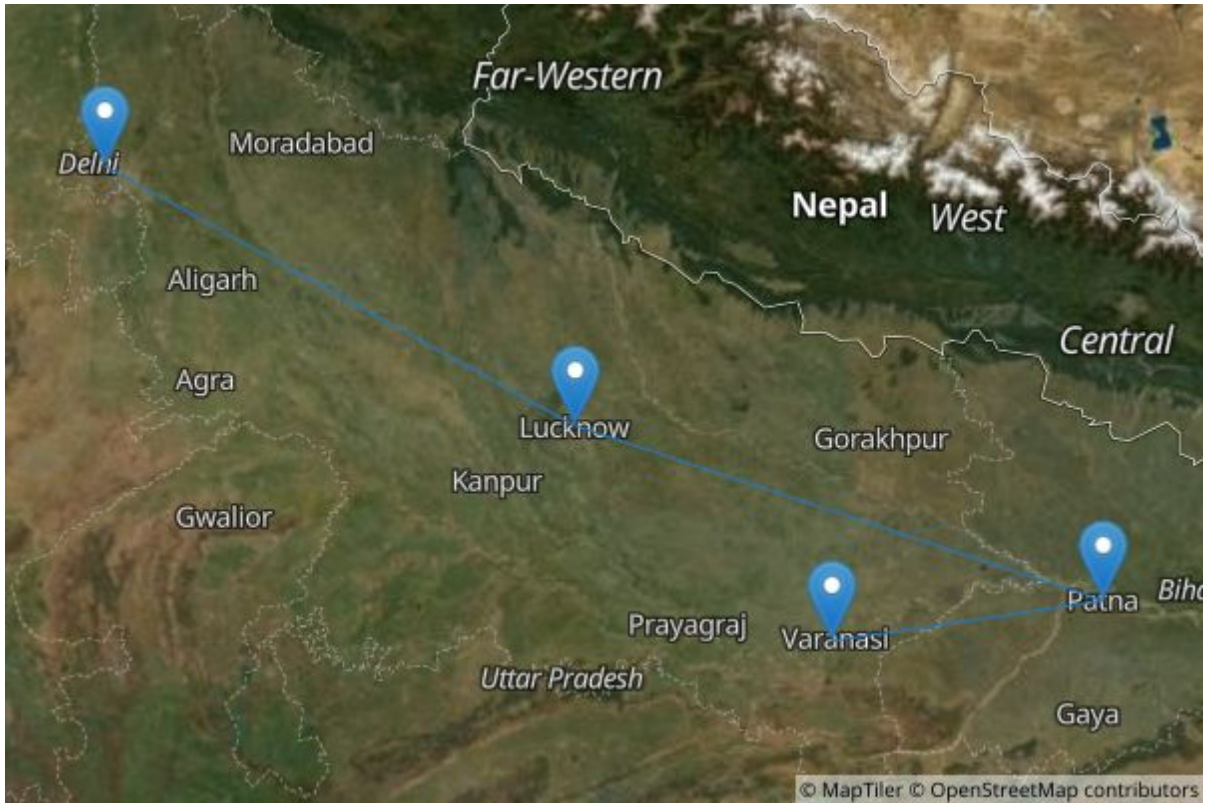 Far-Western
Moradabad
Delhi
Nepal
West
Aligarh
Central
Agra
Lucknow
Gorakhpur
Kanpur
Gwalior
Patna
Biha
Prayagraj
Varanasi
Uttar Pradesh
Gaya
© MapTiler © OpenStreetMap contributors